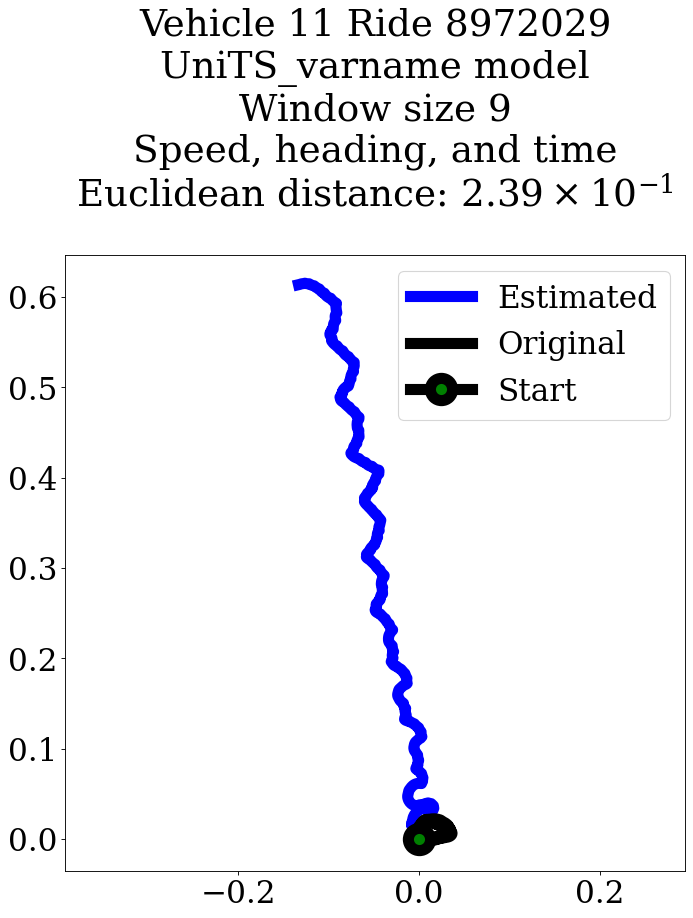 Vehicle 11 Ride 8972029
UniTS_varname model
Window size 9
Speed, heading, and time
Euclidean distance: 2.39 × 10⁻¹
Estimated
Original
Start
0.6
0.5
0.4
0.3
0.2
0.1
0.0
−0.2 0.0 0.2